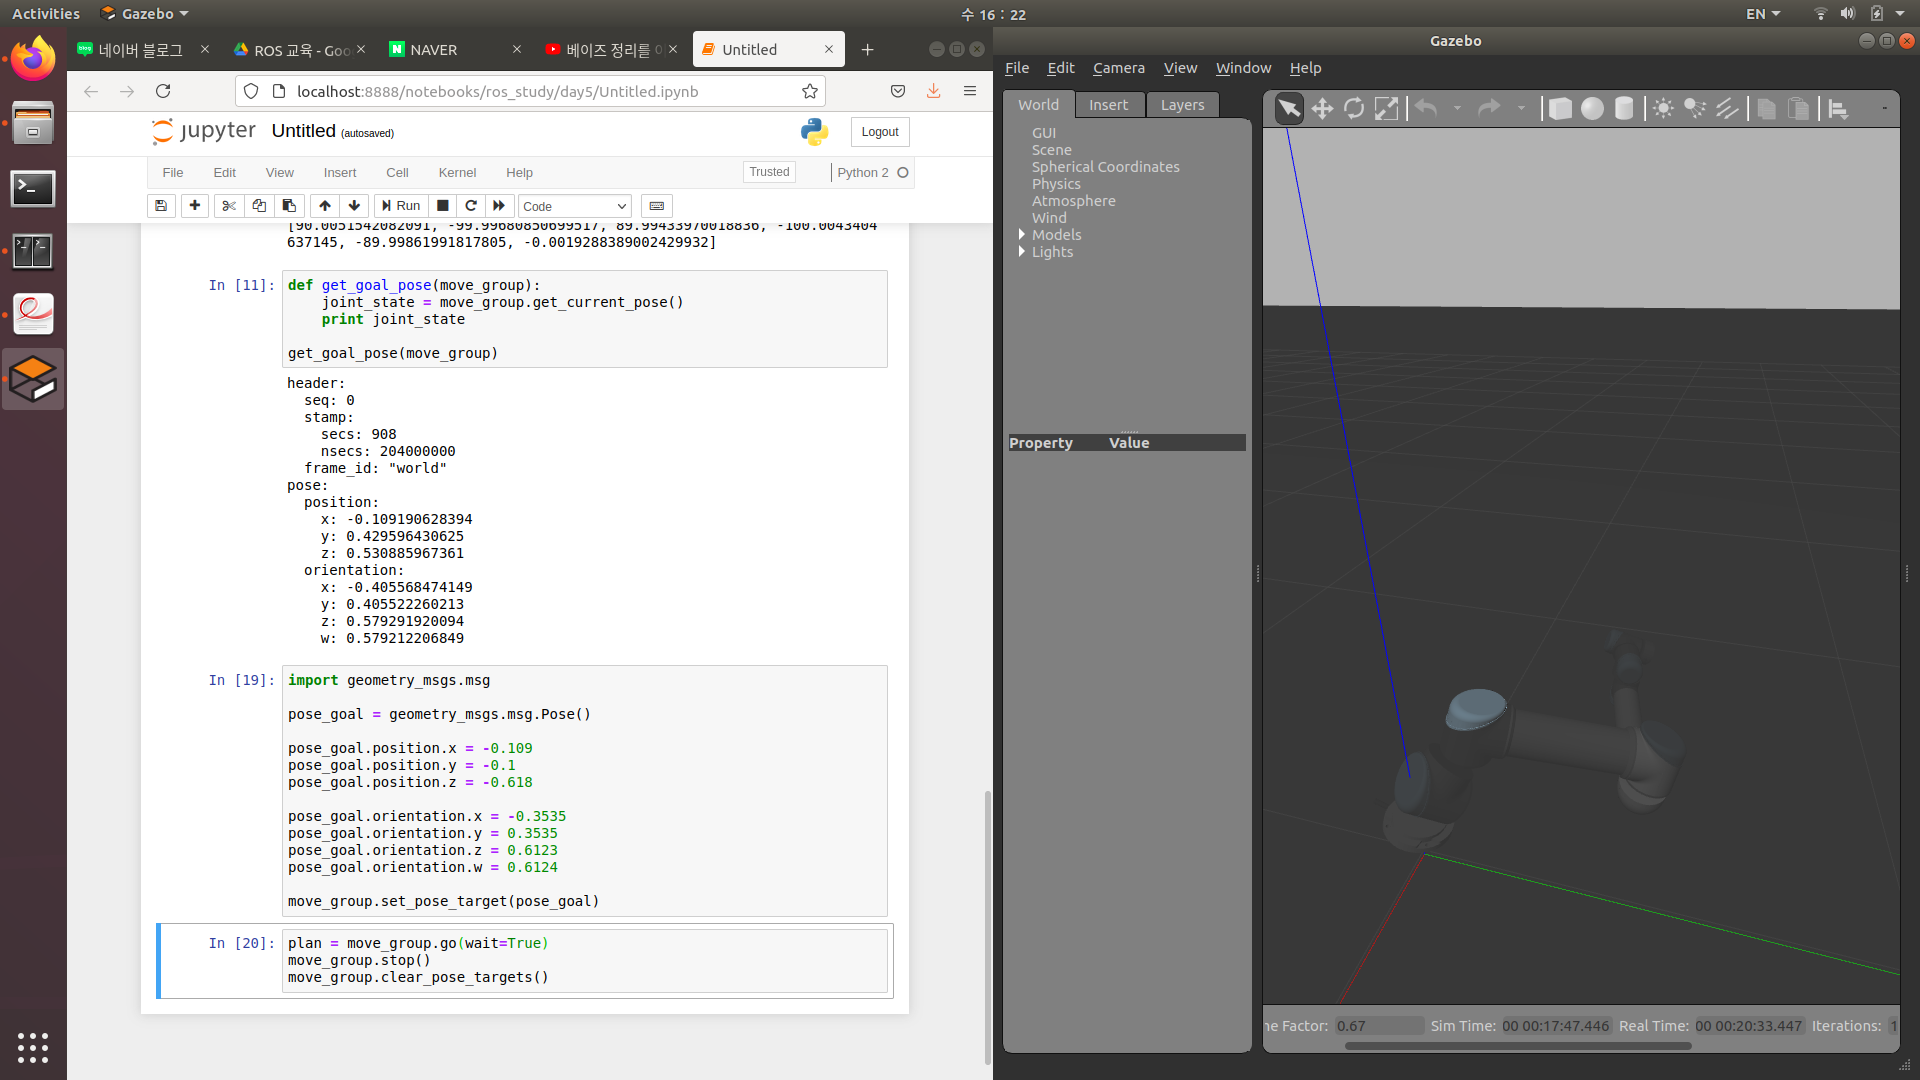 Activities
Gazebo
수 16 : 22
EN
네이버 블로그
ROS 교육 - Goo
NAVER
베이즈 정리를 이
Untitled
localhost:8888/notebooks/ros_study/day5/Untitled.ipynb
jupyter Untitled (autosaved)
Logout
File Edit View Insert Cell Kernel Help
Trusted
Python 2
Run
Code
[90.0051542082091, -99.99680850699517, 89.99433970018836, -100.0043404
637145, -89.99861991817805, -0.0019288389002429932]
In [11]:
def get_goal_pose(move_group):
    joint_state = move_group.get_current_pose()
    print joint_state
get_goal_pose(move_group)
header:
  seq: 0
  stamp:
    secs: 908
    nsecs: 204000000
  frame_id: "world"
pose:
  position:
    x: -0.109190628394
    y: 0.429596430625
    z: 0.530885967361
  orientation:
    x: -0.405568474149
    y: 0.405522260213
    z: 0.579291920094
    w: 0.579212206849
In [19]:
import geometry_msgs.msg
pose_goal = geometry_msgs.msg.Pose()
pose_goal.position.x = -0.109
pose_goal.position.y = -0.1
pose_goal.position.z = -0.618
pose_goal.orientation.x = -0.3535
pose_goal.orientation.y = 0.3535
pose_goal.orientation.z = 0.6123
pose_goal.orientation.w = 0.6124
move_group.set_pose_target(pose_goal)
In [20]:
plan = move_group.go(wait=True)
move_group.stop()
move_group.clear_pose_targets()
Gazebo
File Edit Camera View Window Help
World Insert Layers
GUI
Scene
Spherical Coordinates
Physics
Atmosphere
Wind
Models
Lights
Property Value
ne Factor: 0.67 Sim Time: 00 00:17:47.446 Real Time: 00 00:20:33.447 Iterations: 1